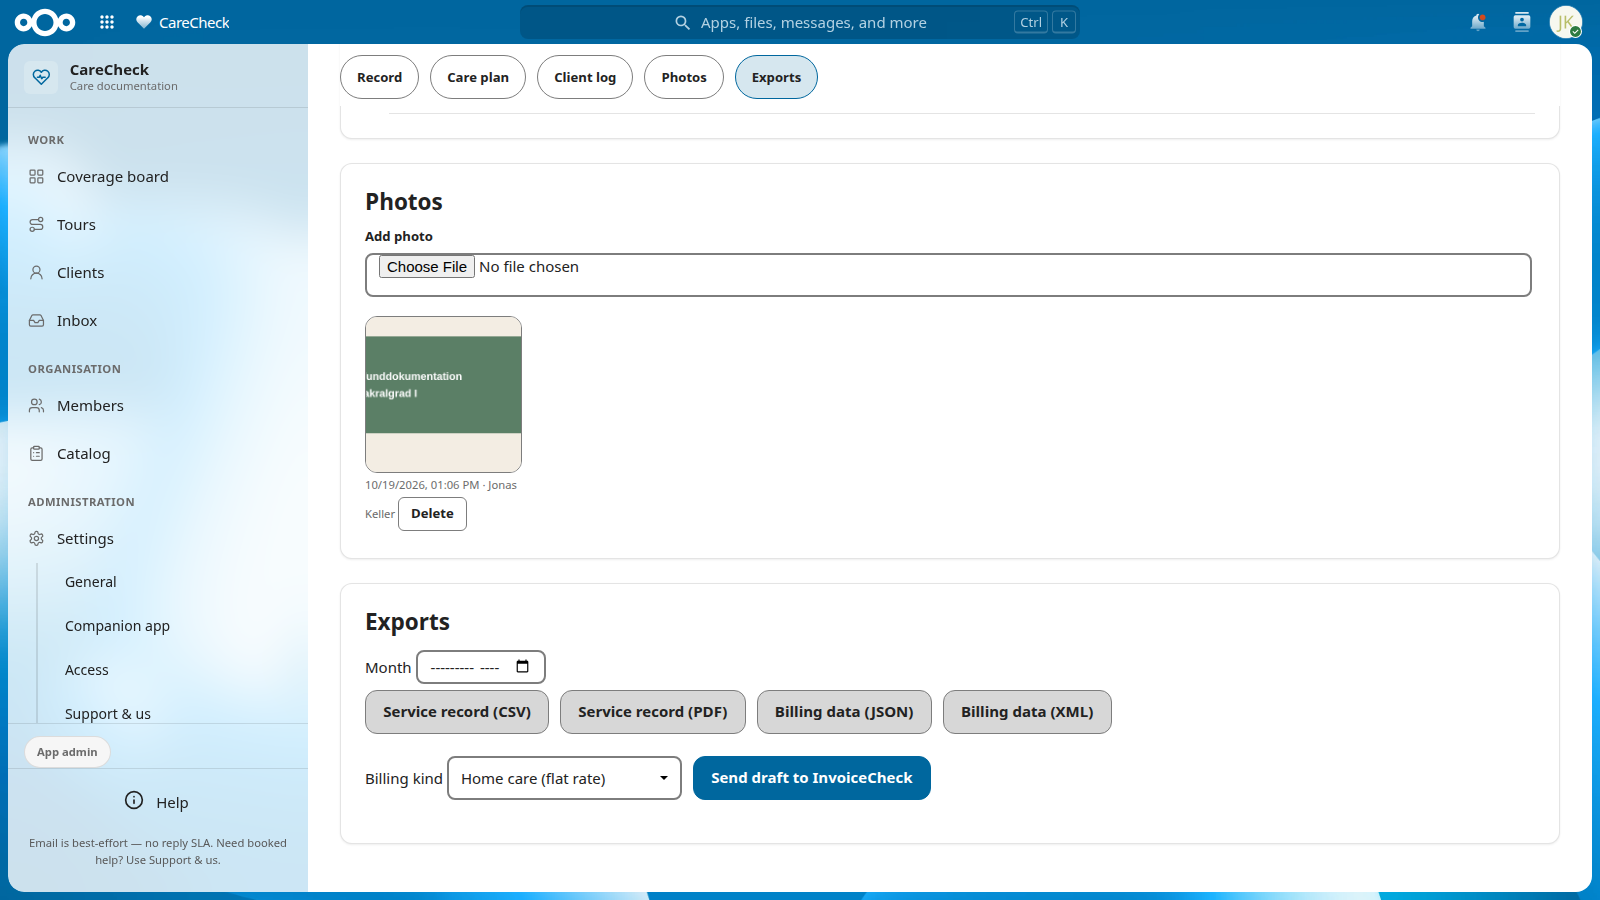 CareCheck
Apps, files, messages, and more
Ctrl K
JK
CareCheck
Care documentation
WORK
Coverage board
Tours
Clients
Inbox
ORGANISATION
Members
Catalog
ADMINISTRATION
Settings
General
Companion app
Access
Support & us
App admin
Help
Email is best-effort — no reply SLA. Need booked
help? Use Support & us.
Record
Care plan
Client log
Photos
Exports
Photos
Add photo
Choose File No file chosen
unddokumentation
akralgrad I
10/19/2026, 01:06 PM · Jonas
Keller Delete
Exports
Month --------- ----
Service record (CSV)
Service record (PDF)
Billing data (JSON)
Billing data (XML)
Billing kind Home care (flat rate)
Send draft to InvoiceCheck